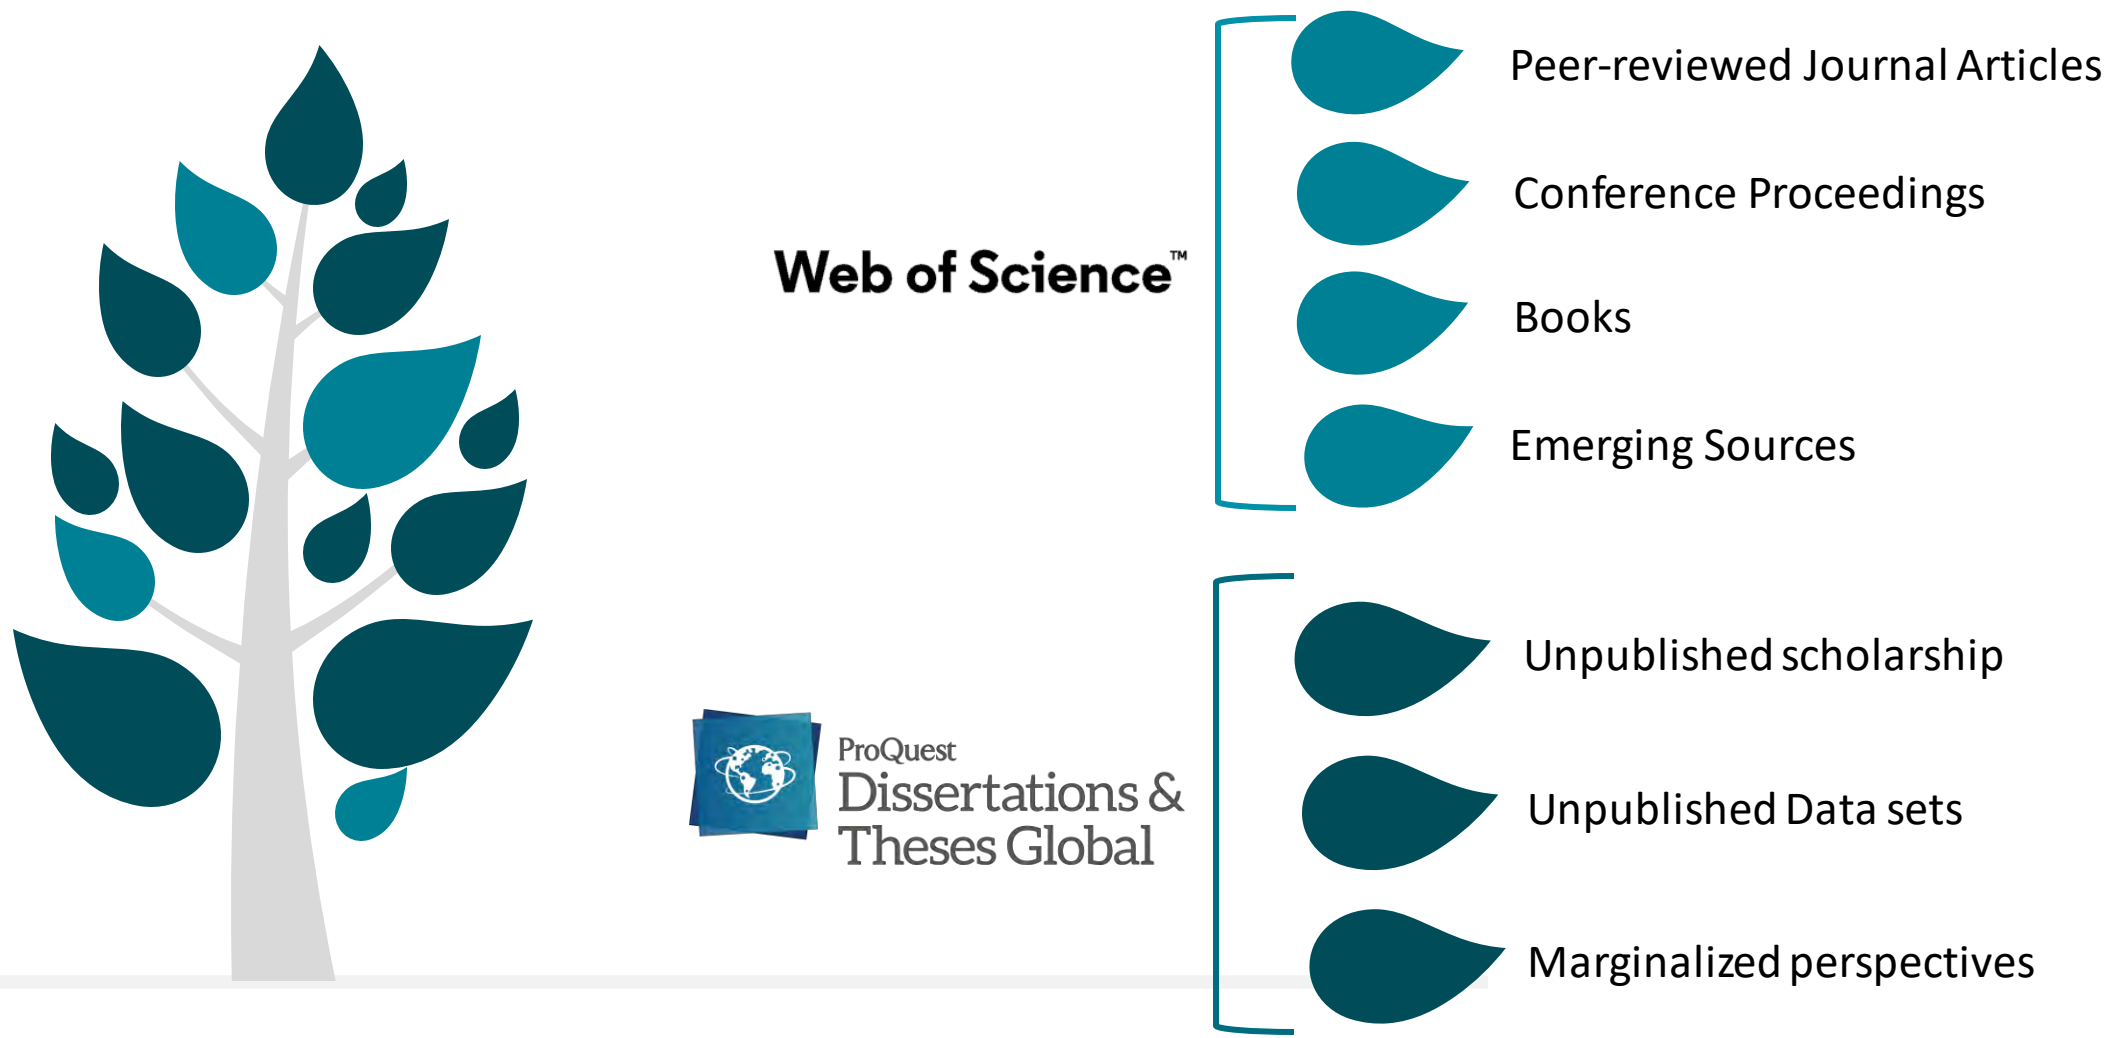 Web of Science™
Peer-reviewed Journal Articles
Conference Proceedings
Books
Emerging Sources
ProQuest
Dissertations &
Theses Global
Unpublished scholarship
Unpublished Data sets
Marginalized perspectives